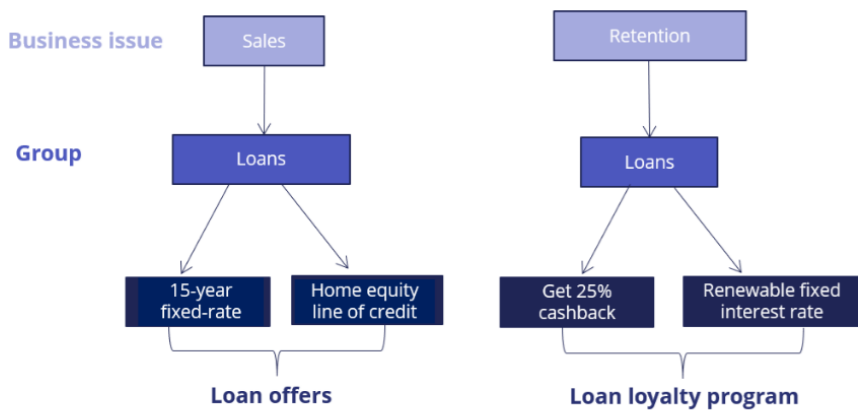 Business issue
Sales
Retention
Group
Loans
Loans
15-year
fixed-rate
Home equity
line of credit
Get 25%
cashback
Renewable fixed
interest rate
Loan offers
Loan loyalty program